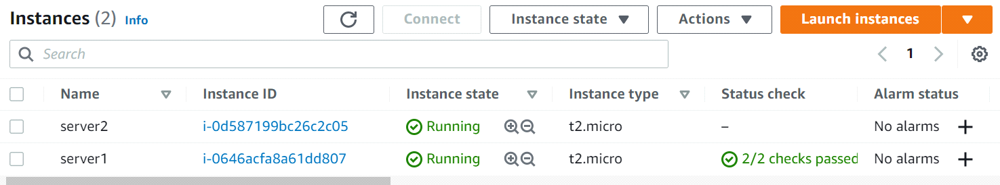 Instances (2) Info Connect Instance state Actions Launch instances
Search 1
Name Instance ID Instance state Instance type Status check Alarm status
server2 i-0d587199bc26c2c05 Running t2.micro – No alarms +
server1 i-0646acfa8a61dd807 Running t2.micro 2/2 checks passed No alarms +